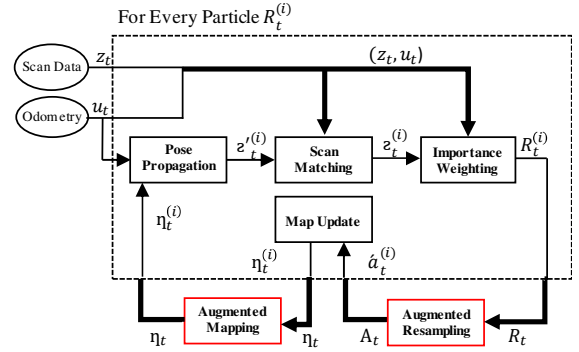 For Every Particle R_t^{(i)}
Scan Data
z_t
(z_t, u_t)
Odometry
u_t
Pose
Propagation
ƨ'_t^{(i)}
Scan
Matching
ƨ_t^{(i)}
Importance
Weighting
R_t^{(i)}
η_t^{(i)}
Map Update
η_t^{(i)}
á_t^{(i)}
Augmented
Mapping
Augmented
Resampling
η_t
η_t
A_t
R_t